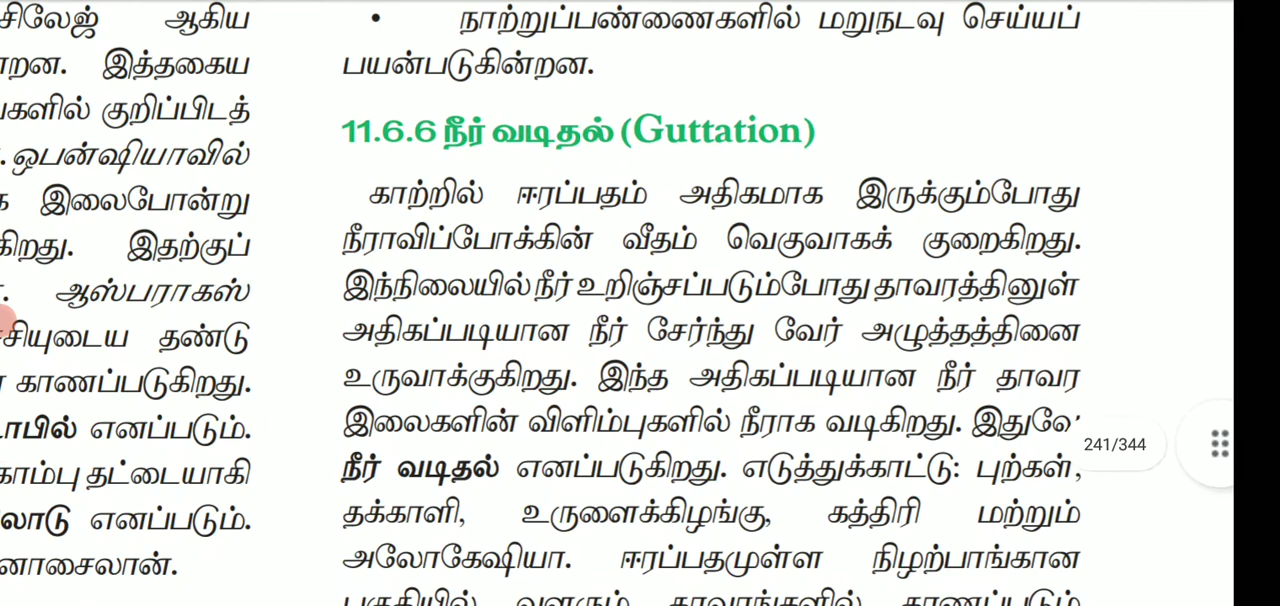 சிலேஜ் ஆகிய
இத்தகைய
குறிப்பிடத்
ஒபன்ஷியாவில்
இலைபோன்று
இதற்குப்
ஆஸ்பராகஸ்
தண்டு
காணப்படுகிறது.
எனப்படும்.
தட்டையாகி
எனப்படும்.
• நாற்றுப்பண்ணைகளில் மறுநடவு செய்யப்
பயன்படுகின்றன.
11.6.6 நீர் வடிதல் (Guttation)
காற்றில் ஈரப்பதம் அதிகமாக இருக்கும்போது
நீராவிப்போக்கின் வீதம் வெகுவாகக் குறைகிறது.
இந்நிலையில் நீர் உறிஞ்சப்படும்போது தாவரத்தினுள்
அதிகப்படியான நீர் சேர்ந்து வேர் அழுத்தத்தினை
உருவாக்குகிறது. இந்த அதிகப்படியான நீர் தாவர
இலைகளின் விளிம்புகளில் நீராக வடிகிறது.
நீர் வடிதல் எனப்படுகிறது. எடுத்துக்காட்டு: புற்கள்,
தக்காளி, உருளைக்கிழங்கு, கத்திரி மற்றும்
அலோகேஷியா. ஈரப்பதமுள்ள நிழற்பாங்கான
241/344